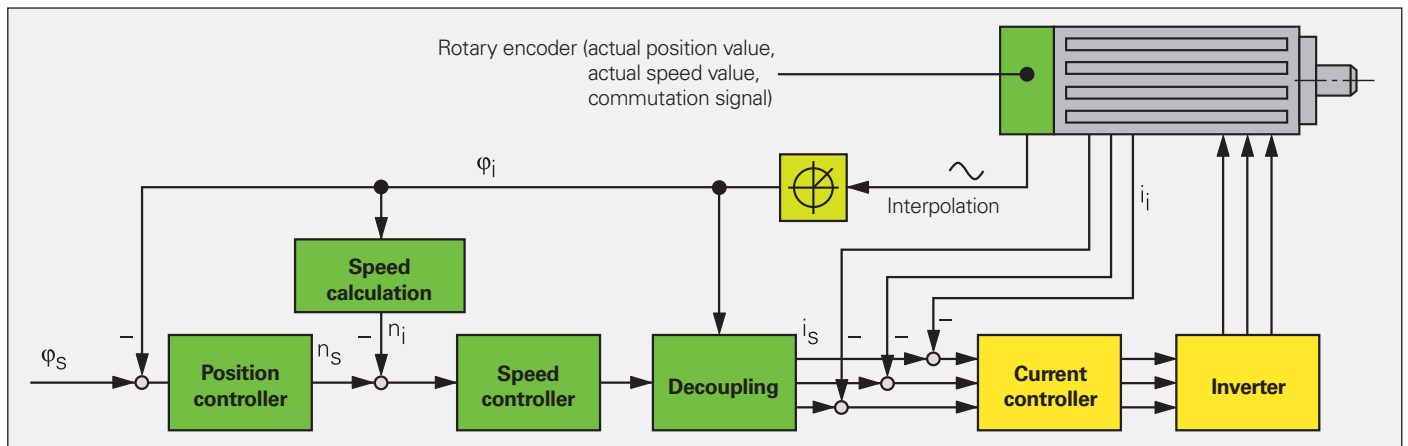 Rotary encoder (actual position value,
actual speed value,
commutation signal)
φi
Interpolation
ii
Speed
calculation
φs
–
Position
controller
ns
–
ni
Speed
controller
Decoupling
is
–
–
–
Current
controller
Inverter